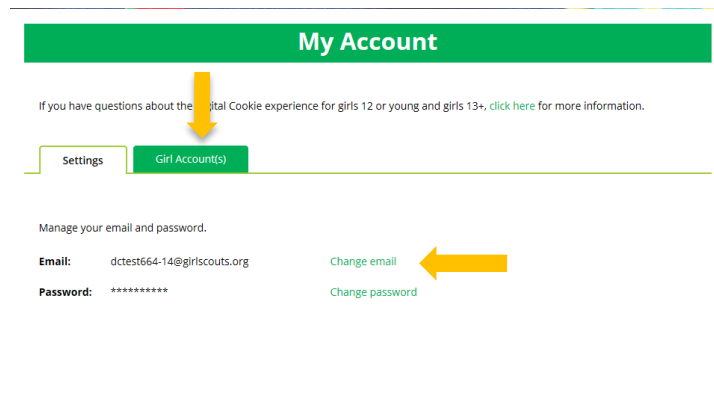 My Account
If you have questions about the Digital Cookie experience for girls 12 or young and girls 13+, click here for more information.
Settings
Girl Account(s)
Manage your email and password.
Email: dctest664-14@girlscouts.org Change email
Password: ********** Change password